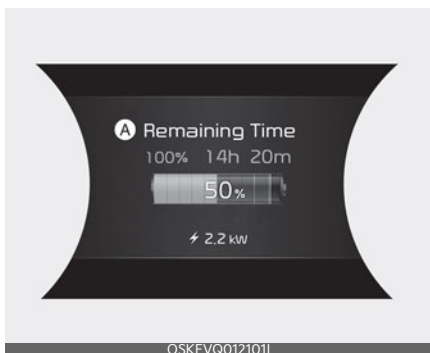 A Remaining Time
100% 14h 20m
50%
2.2 kW
OSKEVQ012101L